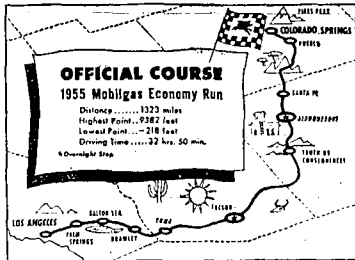 PIKES PEAK
COLORADO SPRINGS
PUEBLO
OFFICIAL COURSE
1955 Mobilgas Economy Run
Distance........1323 miles
Highest Point..9382 feet
Lowest Point...-218 feet
Driving Time....32 hrs. 50 min.
Overnight Stop
SANTA FE
ALBUQUERQUE
TRUTH OR
CONSEQUENCES
TUCSON
YUMA
SALTON SEA
LOS ANGELES
PALM
SPRINGS
BRAWLEY